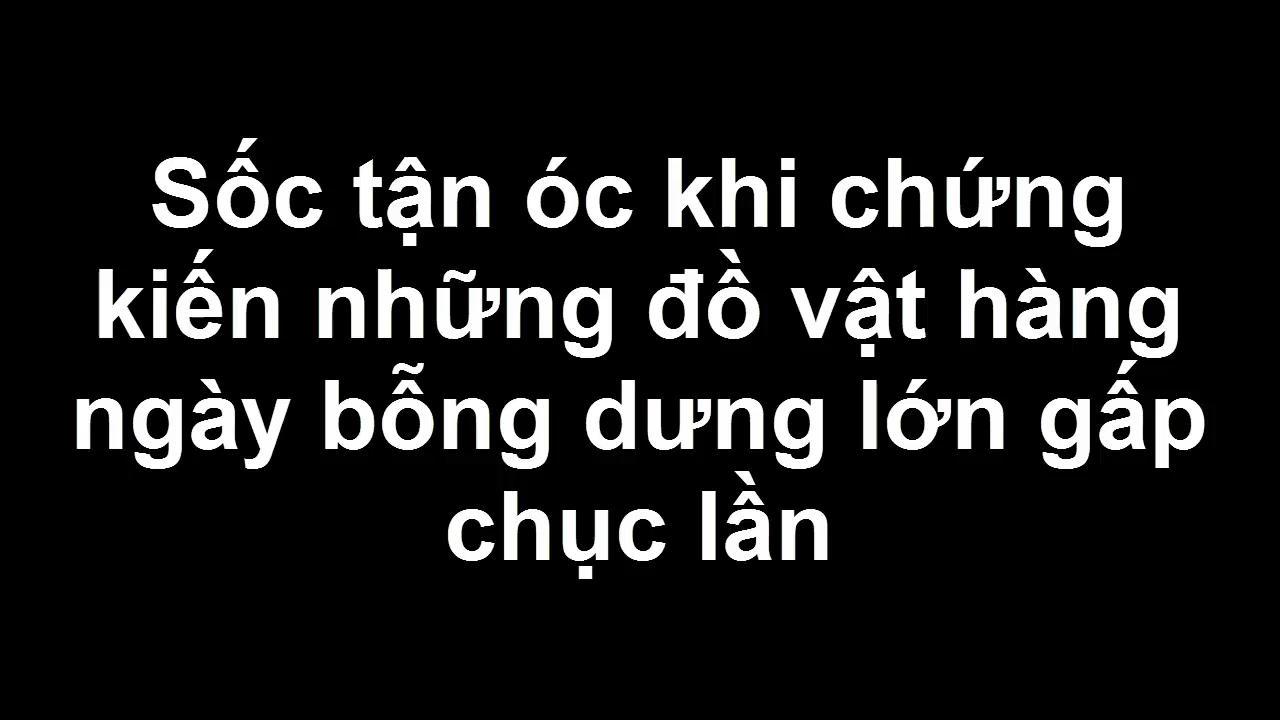 Sốc tận óc khi chứng
kiến những đồ vật hàng
ngày bỗng dưng lớn gấp
chục lần